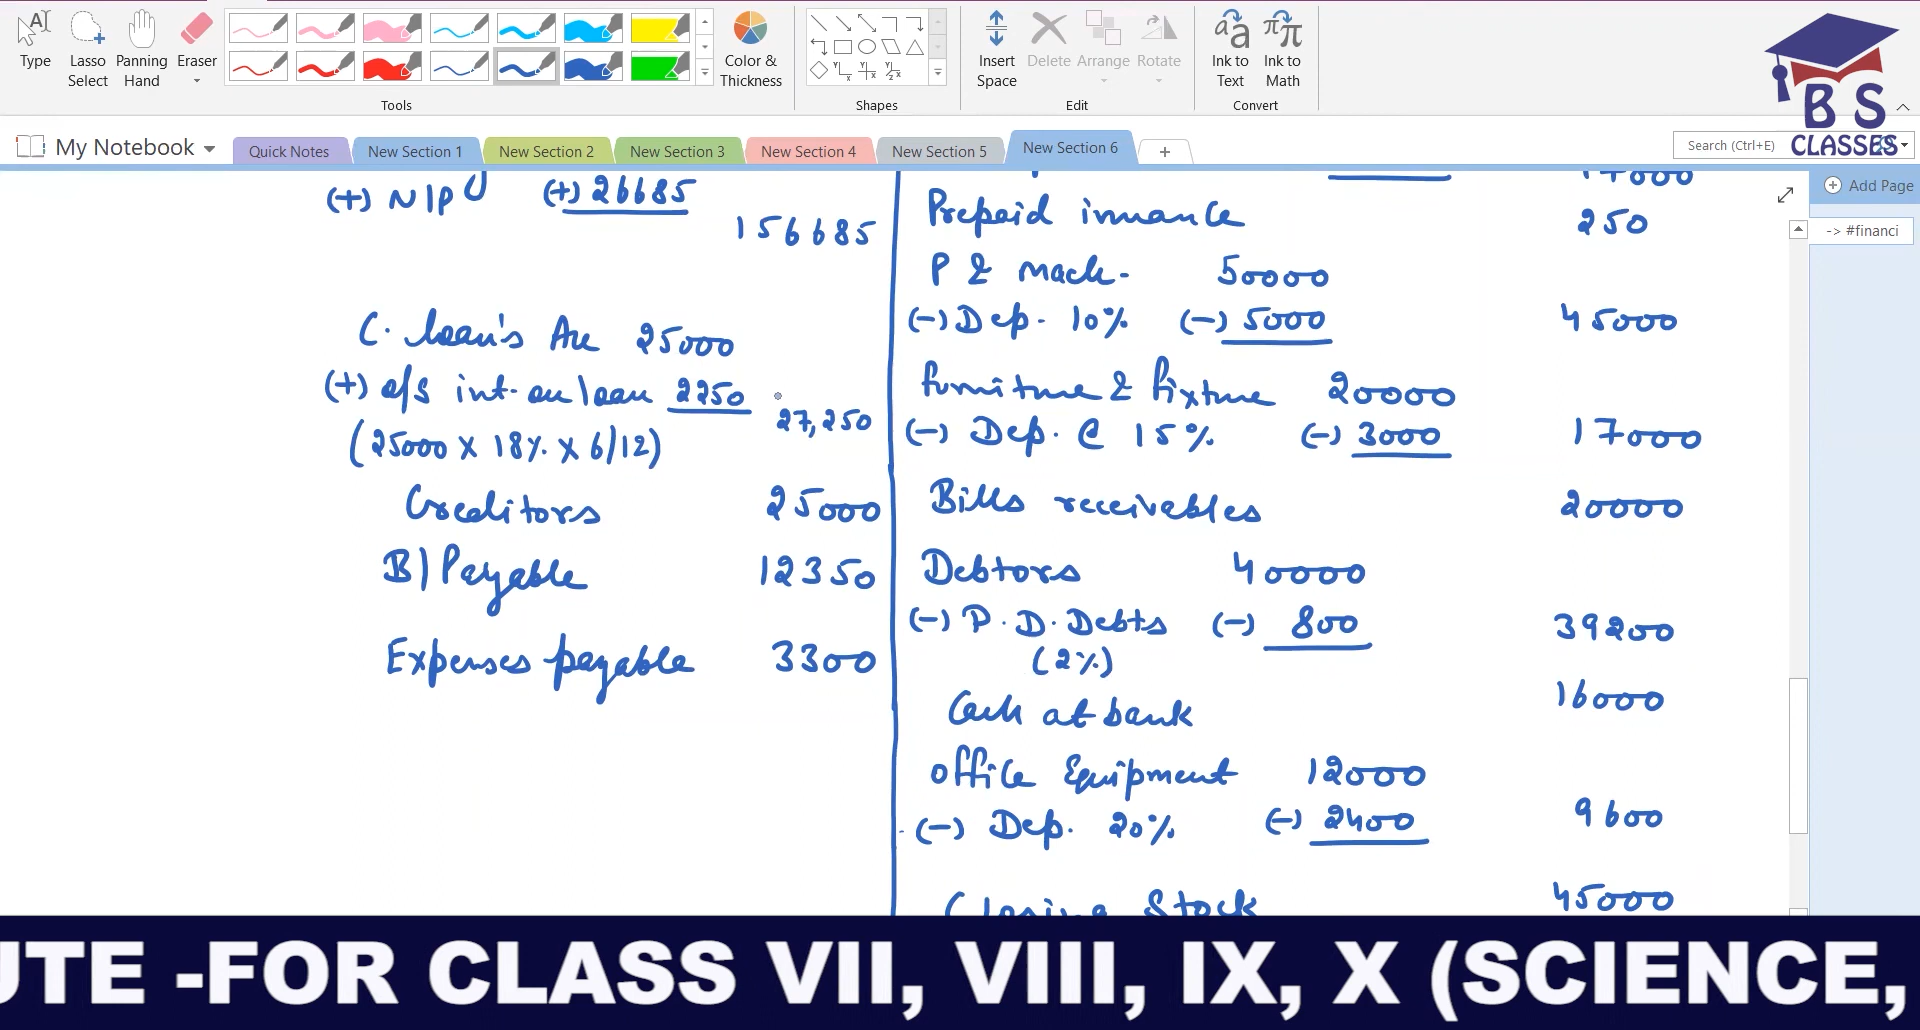 Type
Lasso Select
Panning Hand
Eraser
Color & Thickness
Insert Space
Delete
Arrange
Rotate
Ink to Text
Ink to Math
Tools
Shapes
Edit
Convert
BS
CLASSES
My Notebook
Quick Notes
New Section 1
New Section 2
New Section 3
New Section 4
New Section 5
New Section 6
+
Search (Ctrl+E)
Add Page
-> #financi
(+) N/P (+) 26685
156685
C. loan's A/c 25000
(+) o/s int-on loan 2250 27,250
(25000 x 18% x 6/12)
Creditors 25000
B/Payable 12350
Expenses payable 3300
17000
Prepaid insurance 250
P & mach- 50000
(-) Dep- 10% (-) 5000 45000
furniture & fixture 20000
(-) Dep. @ 15% (-) 3000 17000
Bills receivables 20000
Debtors 40000
(-) P.D.Debts (-) 800 39200
(2%)
Cash at bank 16000
office Equipment 12000
(-) Dep. 20% (-) 2400 9600
Closing Stock 45000
UTE -FOR CLASS VII, VIII, IX, X (SCIENCE,